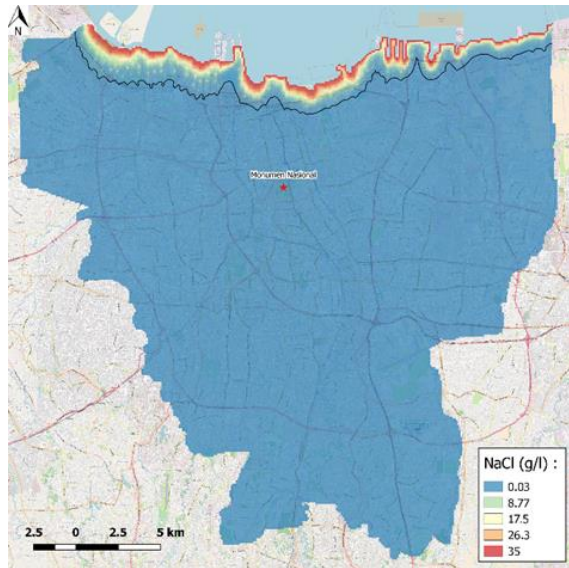 N
Monumen Nasional
NaCl (g/l) :
0.03
8.77
17.5
26.3
35
2.5 0 2.5 5 km